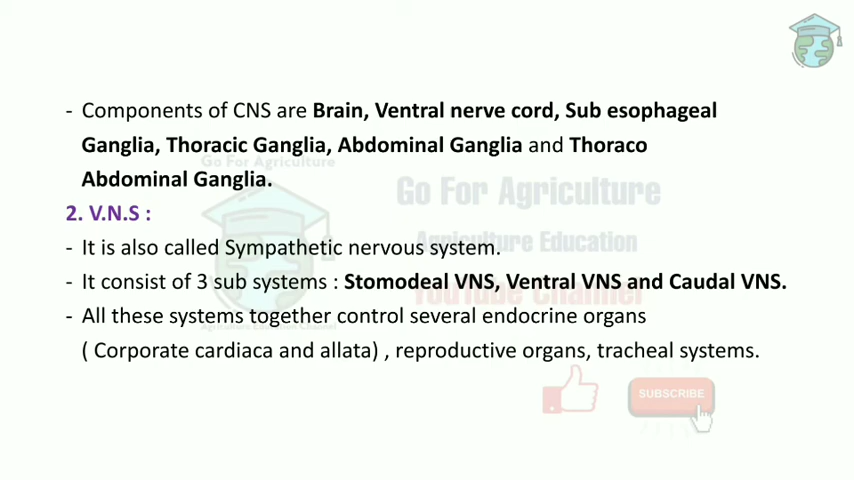 - Components of CNS are Brain, Ventral nerve cord, Sub esophageal
Ganglia, Thoracic Ganglia, Abdominal Ganglia and Thoraco
Abdominal Ganglia.
Go For Agriculture
Go For Agriculture
2. V.N.S :
Agriculture Education
- It is also called Sympathetic nervous system.
- It consist of 3 sub systems : Stomodeal VNS, Ventral VNS and Caudal VNS.
YouTube Channel
- All these systems together control several endocrine organs
Agriculture Education Channel
( Corporate cardiaca and allata) , reproductive organs, tracheal systems.
SUBSCRIBE